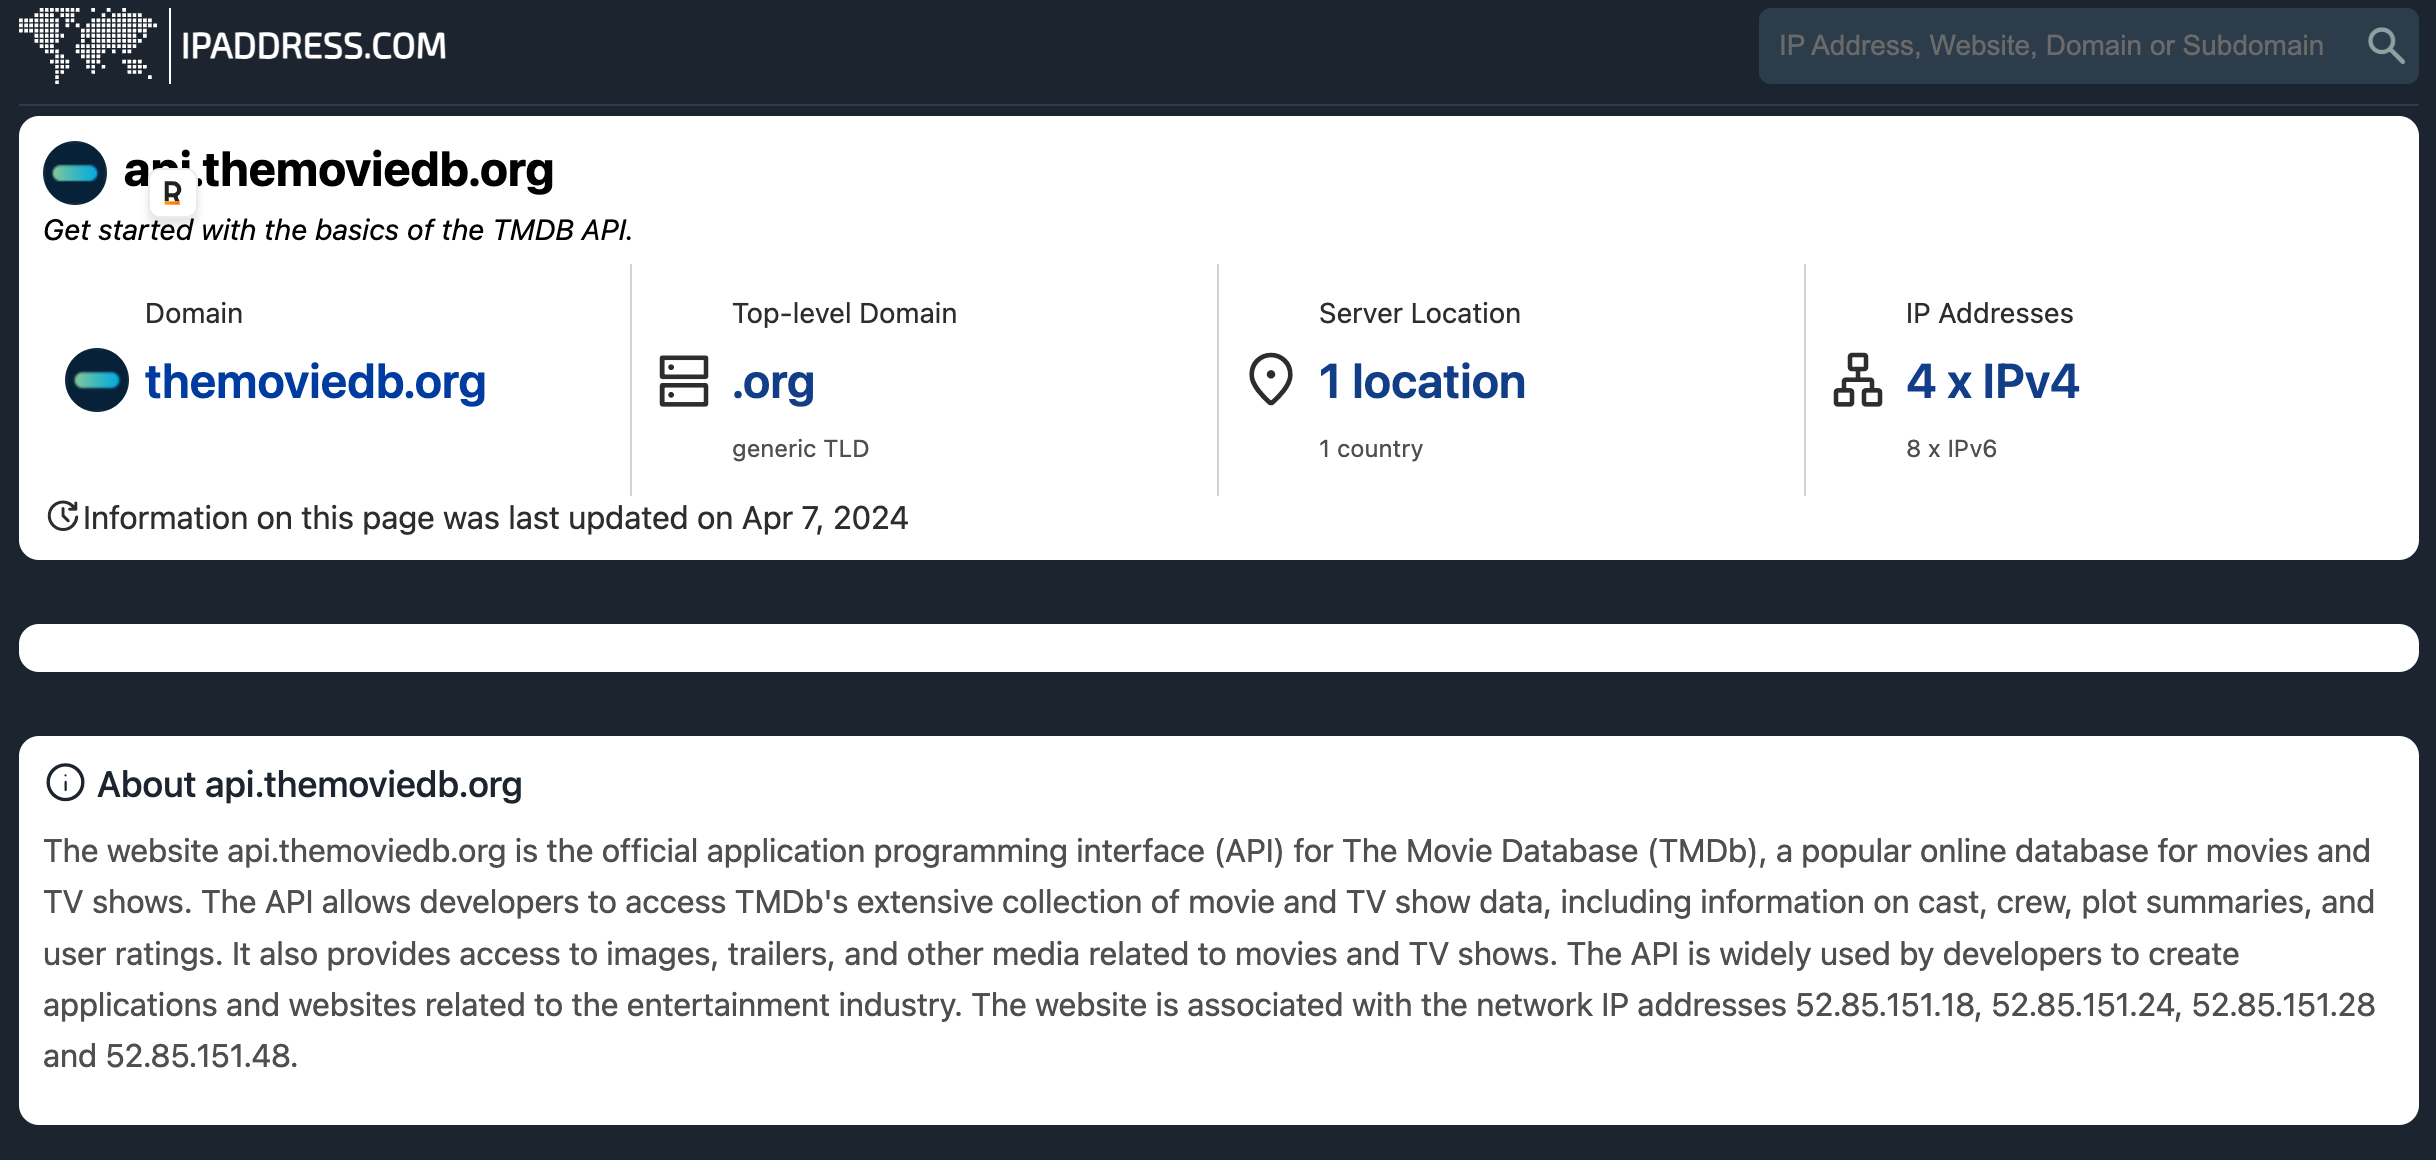 IPADDRESS.COM
IP Address, Website, Domain or Subdomain
api.themoviedb.org
R
Get started with the basics of the TMDB API.
Domain
themoviedb.org
Top-level Domain
.org
generic TLD
Server Location
1 location
1 country
IP Addresses
4 x IPv4
8 x IPv6
Information on this page was last updated on Apr 7, 2024
About api.themoviedb.org
The website api.themoviedb.org is the official application programming interface (API) for The Movie Database (TMDb), a popular online database for movies and
TV shows. The API allows developers to access TMDb's extensive collection of movie and TV show data, including information on cast, crew, plot summaries, and
user ratings. It also provides access to images, trailers, and other media related to movies and TV shows. The API is widely used by developers to create
applications and websites related to the entertainment industry. The website is associated with the network IP addresses 52.85.151.18, 52.85.151.24, 52.85.151.28
and 52.85.151.48.